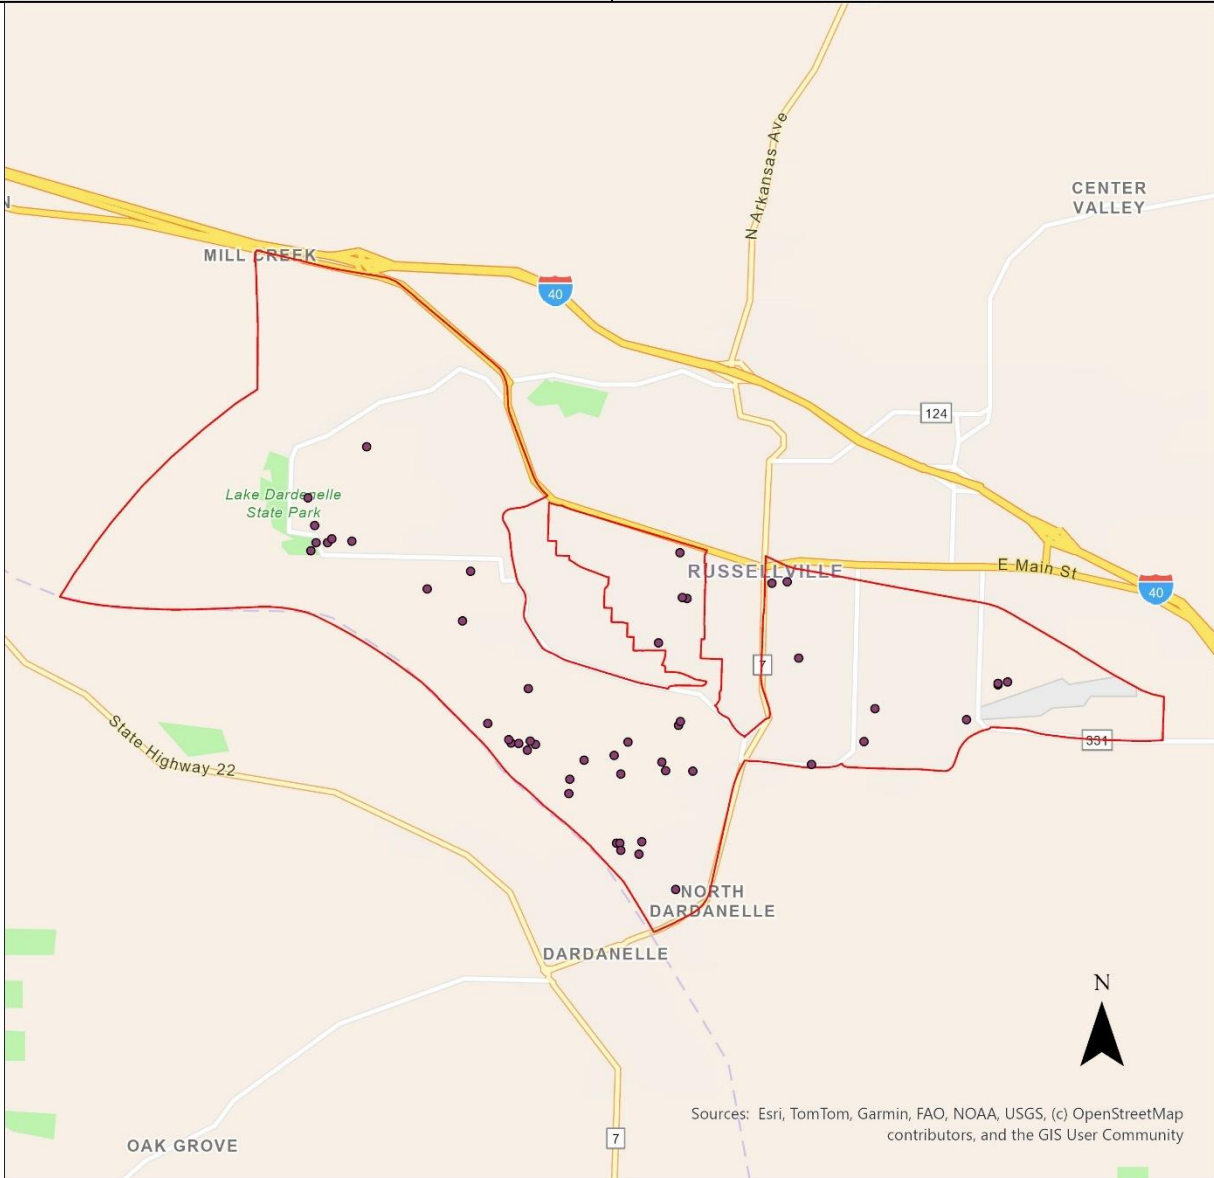 N Arkansas Ave
CENTER
VALLEY
N
MILL CREEK
40
124
Lake Dardenelle
State Park
RUSSELLVILLE
E Main St
40
7
331
State Highway 22
NORTH
DARDANELLE
DARDANELLE
N
Sources: Esri, TomTom, Garmin, FAO, NOAA, USGS, (c) OpenStreetMap
contributors, and the GIS User Community
7
OAK GROVE